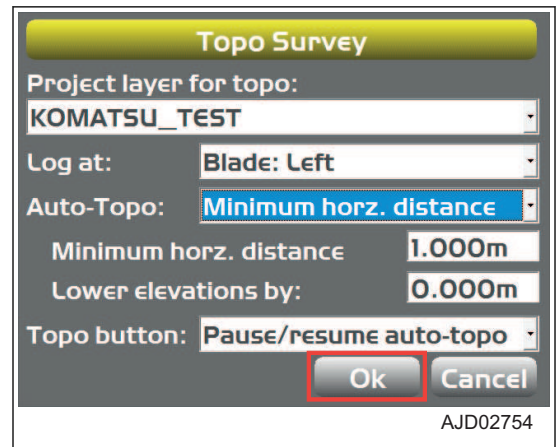 Topo Survey
Project layer for topo:
KOMATSU_TEST
Log at: Blade: Left
Auto-Topo: Minimum horz. distance
Minimum horz. distance 1.000m
Lower elevations by: 0.000m
Topo button: Pause/resume auto-topo
Ok Cancel
AJD02754